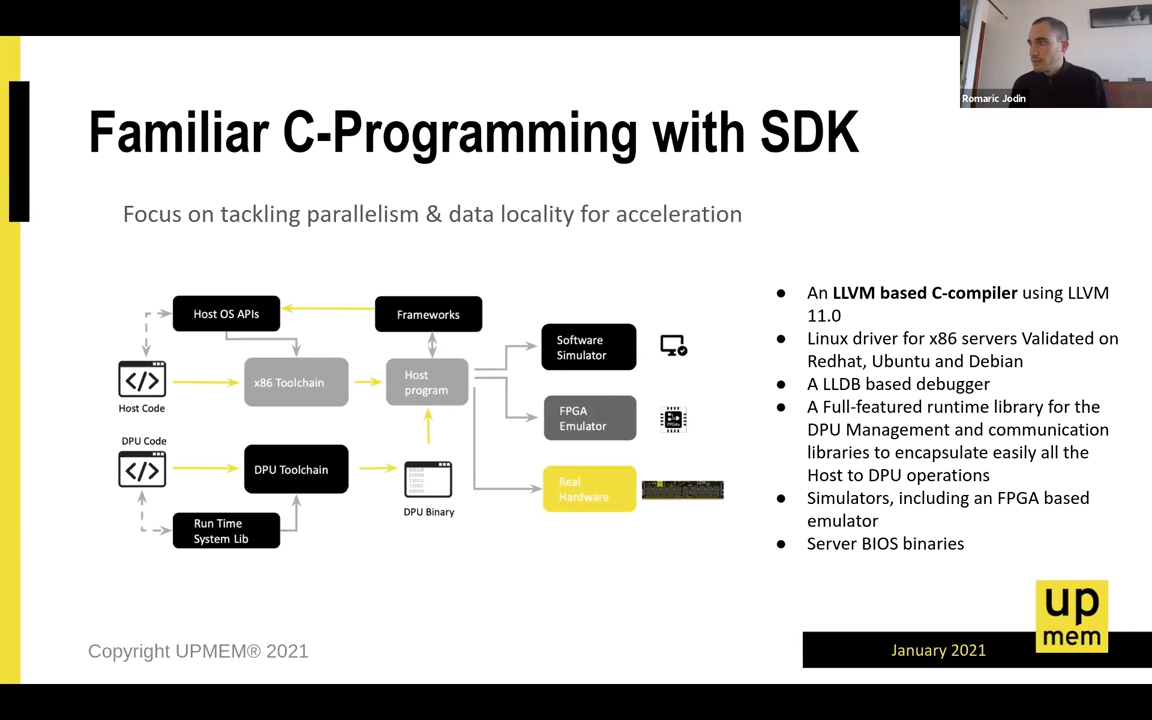 Romaric Jodin
Familiar C-Programming with SDK
Focus on tackling parallelism & data locality for acceleration
Host OS APIs
Frameworks
Software
Simulator
</>
x86 Toolchain
Host
program
Host Code
FPGA
Emulator
FPGA
DPU Code
</>
DPU Toolchain
DPU Binary
Real
Hardware
Run Time
System Lib
● An LLVM based C-compiler using LLVM
11.0
● Linux driver for x86 servers Validated on
Redhat, Ubuntu and Debian
● A LLDB based debugger
● A Full-featured runtime library for the
DPU Management and communication
libraries to encapsulate easily all the
Host to DPU operations
● Simulators, including an FPGA based
emulator
● Server BIOS binaries
Copyright UPMEM® 2021
January 2021
up
mem